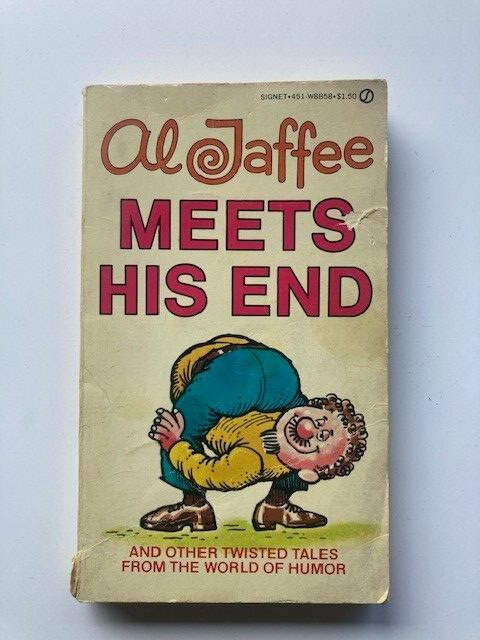 SIGNET•451-W8858•$1.50
Al Jaffee
MEETS
HIS END
AND OTHER TWISTED TALES
FROM THE WORLD OF HUMOR